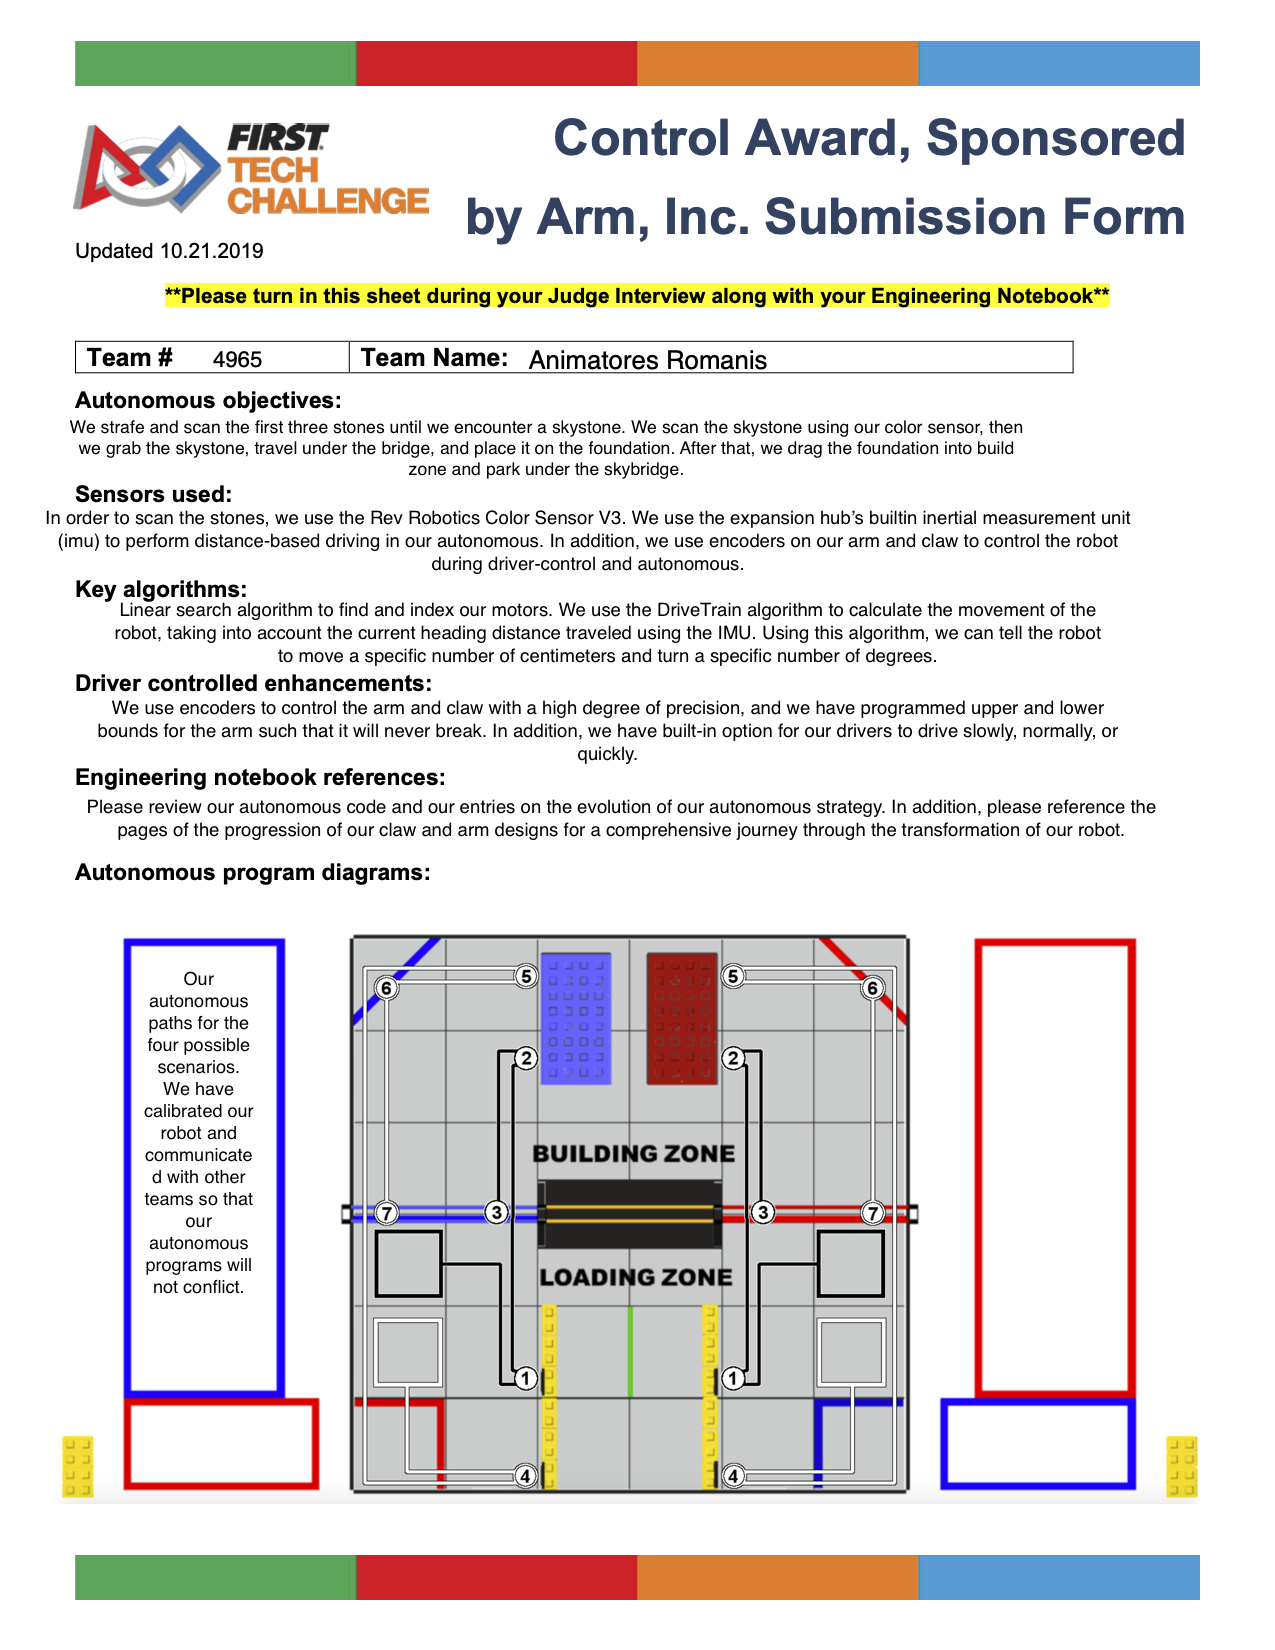 FIRST
TECH
CHALLENGE
Control Award, Sponsored
by Arm, Inc. Submission Form
Updated 10.21.2019
**Please turn in this sheet during your Judge Interview along with your Engineering Notebook**
Team # 4965 Team Name: Animatores Romanis
Autonomous objectives:
We strafe and scan the first three stones until we encounter a skystone. We scan the skystone using our color sensor, then
we grab the skystone, travel under the bridge, and place it on the foundation. After that, we drag the foundation into build
zone and park under the skybridge.
Sensors used:
In order to scan the stones, we use the Rev Robotics Color Sensor V3. We use the expansion hub's builtin inertial measurement unit
(imu) to perform distance-based driving in our autonomous. In addition, we use encoders on our arm and claw to control the robot
during driver-control and autonomous.
Key algorithms:
Linear search algorithm to find and index our motors. We use the DriveTrain algorithm to calculate the movement of the
robot, taking into account the current heading distance traveled using the IMU. Using this algorithm, we can tell the robot
to move a specific number of centimeters and turn a specific number of degrees.
Driver controlled enhancements:
We use encoders to control the arm and claw with a high degree of precision, and we have programmed upper and lower
bounds for the arm such that it will never break. In addition, we have built-in option for our drivers to drive slowly, normally, or
quickly.
Engineering notebook references:
Please review our autonomous code and our entries on the evolution of our autonomous strategy. In addition, please reference the
pages of the progression of our claw and arm designs for a comprehensive journey through the transformation of our robot.
Autonomous program diagrams:
Our
autonomous
paths for the
four possible
scenarios.
We have
calibrated our
robot and
communicate
d with other
teams so that
our
autonomous
programs will
not conflict.
5 5
6 6
2 2
BUILDING ZONE
7 3 3 7
LOADING ZONE
1 1
4 4